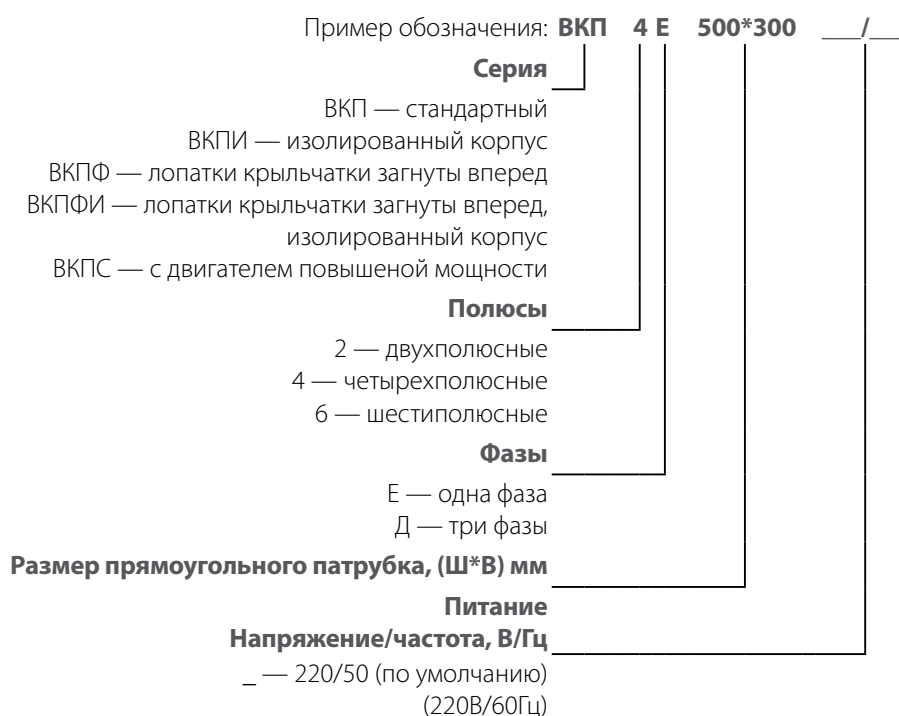 Пример обозначения: ВКП 4 Е 500*300 ___/___
Серия
ВКП — стандартный
ВКПИ — изолированный корпус
ВКПФ — лопатки крыльчатки загнуты вперед
ВКПФИ — лопатки крыльчатки загнуты вперед,
изолированный корпус
ВКПС — с двигателем повышеной мощности
Полюсы
2 — двухполюсные
4 — четырехполюсные
6 — шестиполюсные
Фазы
Е — одна фаза
Д — три фазы
Размер прямоугольного патрубка, (Ш*В) мм
Питание
Напряжение/частота, В/Гц
_ — 220/50 (по умолчанию)
(220В/60Гц)